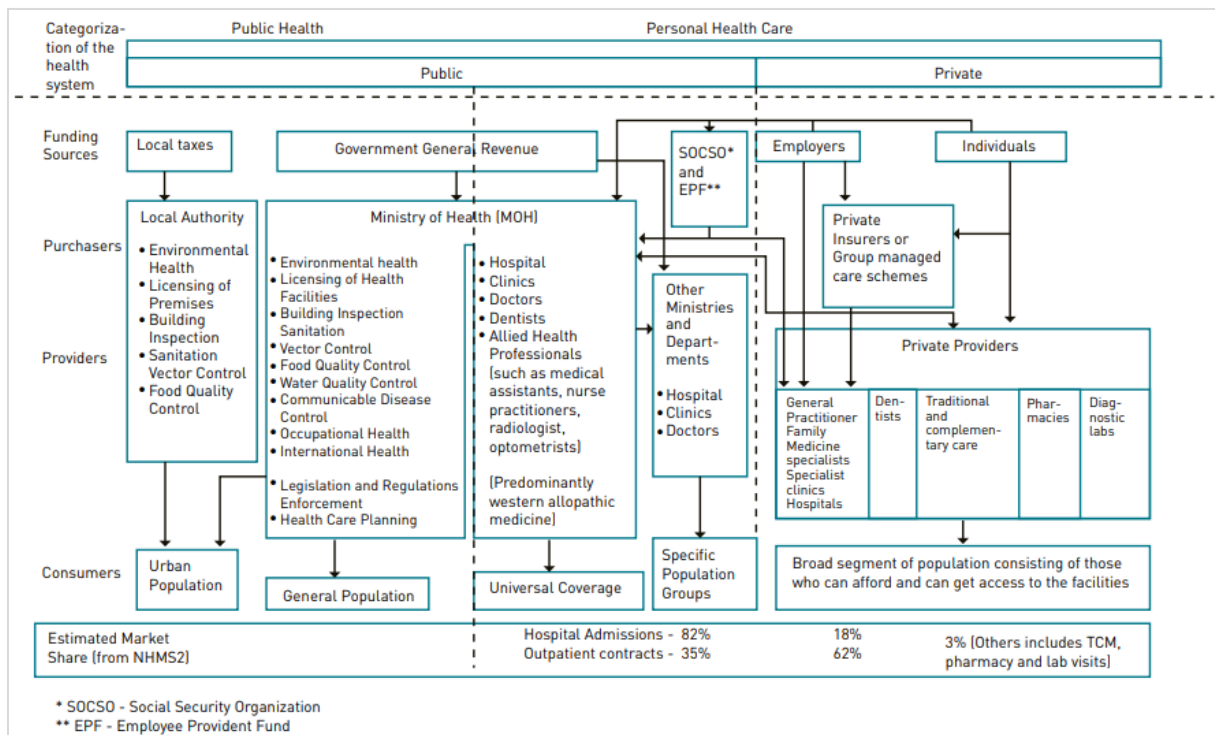 Categoriza-
tion of the
health
system
Public Health
Personal Health Care
Public
Private
Funding
Sources
Local taxes
Government General Revenue
SOCSO*
and
EPF**
Employers
Individuals
Purchasers
Providers
Local Authority
• Environmental
Health
• Licensing of
Premises
• Building
Inspection
• Sanitation
Vector Control
• Food Quality
Control
Ministry of Health (MOH)
• Environmental health
• Licensing of Health
Facilities
• Building Inspection
Sanitation
• Vector Control
• Food Quality Control
• Water Quality Control
• Communicable Disease
Control
• Occupational Health
• International Health
• Legislation and Regulations
Enforcement
• Health Care Planning
• Hospital
• Clinics
• Doctors
• Dentists
• Allied Health
Professionals
(such as medical
assistants, nurse
practitioners,
radiologist,
optometrists)
(Predominantly
western allopathic
medicine)
Other
Ministries
and
Depart-
ments
• Hospital
• Clinics
• Doctors
Private
Insurers or
Group managed
care schemes
Private Providers
General
Practitioner
Family
Medicine
specialists
Specialist
clinics
Hospitals
Den-
tists
Traditional and
complemen-
tary care
Phar-
macies
Diag-
nostic
labs
Consumers
Urban
Population
General Population
Universal Coverage
Specific
Population
Groups
Broad segment of population consisting of those
who can afford and can get access to the facilities
Estimated Market
Share (from NHMS2)
Hospital Admissions - 82%
Outpatient contracts - 35%
18%
62%
3% (Others includes TCM,
pharmacy and lab visits)
* SOCSO - Social Security Organization
** EPF - Employee Provident Fund